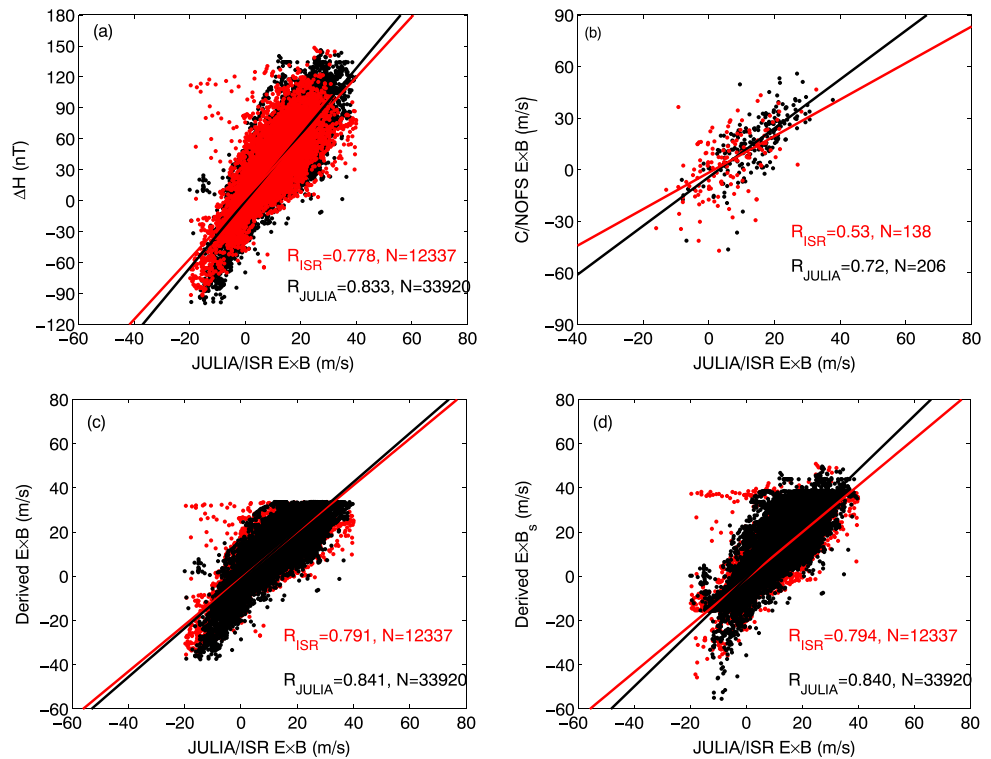 (a)
180
150
120
90
60
30
0
−30
−60
−90
−120
ΔH (nT)
R_ISR=0.778, N=12337
R_JULIA=0.833, N=33920
−60 −40 −20 0 20 40 60 80
JULIA/ISR E×B (m/s)
(b)
90
60
30
0
−30
−60
−90
C/NOFS E×B (m/s)
R_ISR=0.53, N=138
R_JULIA=0.72, N=206
−40 −20 0 20 40 60 80
JULIA/ISR E×B (m/s)
(c)
80
60
40
20
0
−20
−40
−60
Derived E×B (m/s)
R_ISR=0.791, N=12337
R_JULIA=0.841, N=33920
−60 −40 −20 0 20 40 60 80
JULIA/ISR E×B (m/s)
(d)
80
60
40
20
0
−20
−40
−60
Derived E×B_s (m/s)
R_ISR=0.794, N=12337
R_JULIA=0.840, N=33920
−60 −40 −20 0 20 40 60 80
JULIA/ISR E×B (m/s)